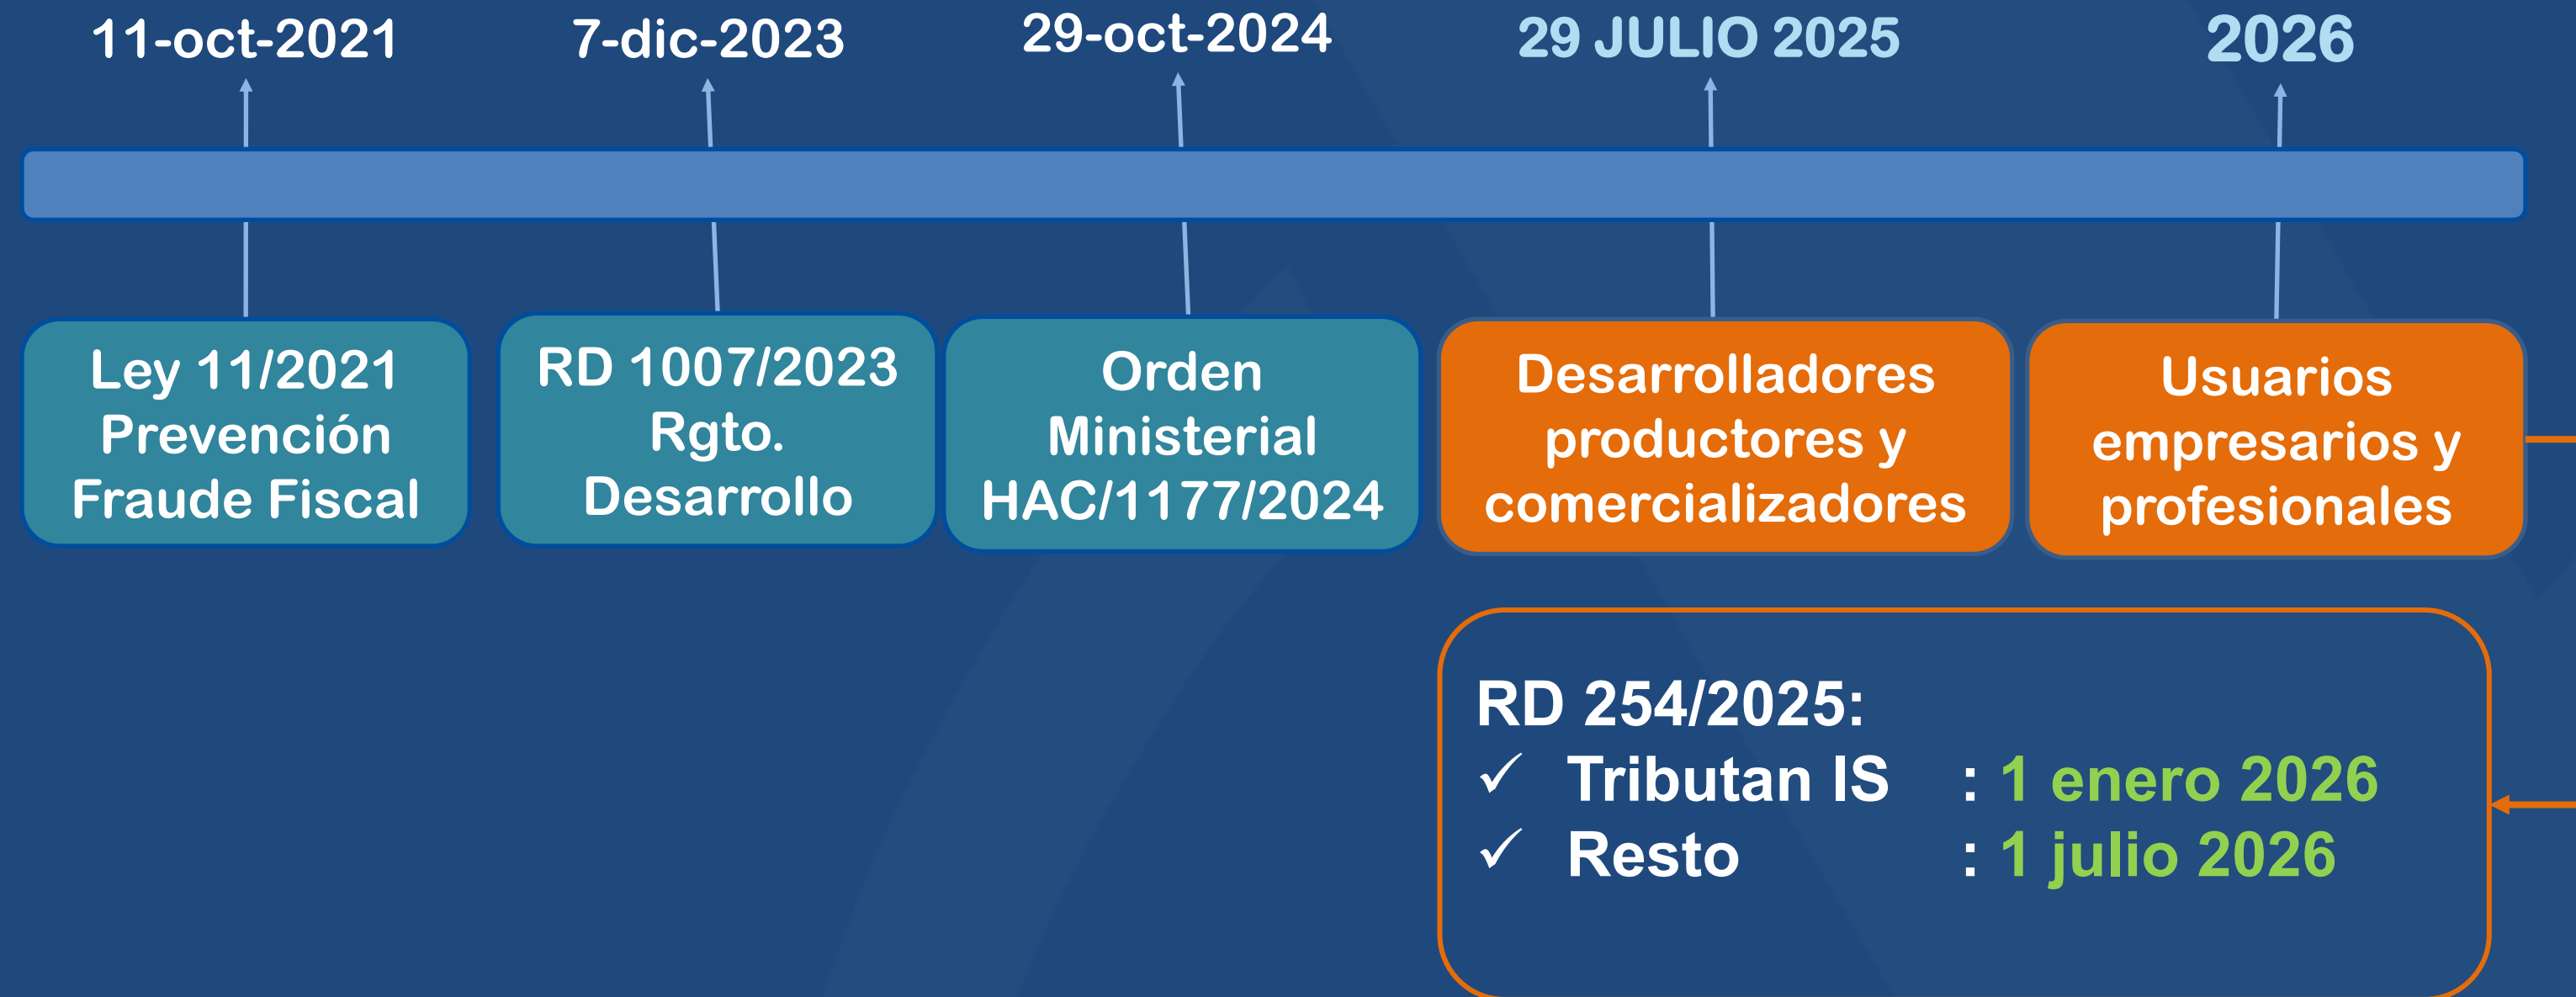 11-oct-2021
7-dic-2023
29-oct-2024
29 JULIO 2025
2026
Ley 11/2021
Prevención
Fraude Fiscal
RD 1007/2023
Rgto.
Desarrollo
Orden
Ministerial
HAC/1177/2024
Desarrolladores
productores y
comercializadores
Usuarios
empresarios y
profesionales
RD 254/2025:
✓ Tributan IS : 1 enero 2026
✓ Resto : 1 julio 2026